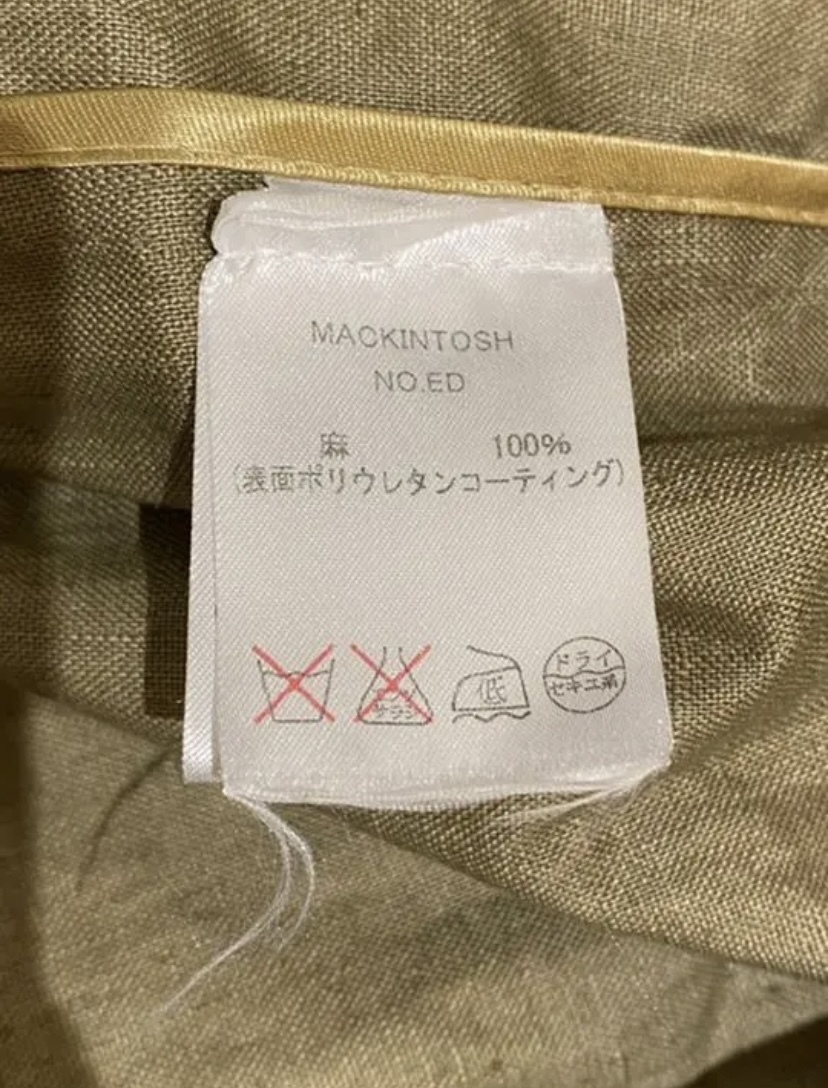 MACKINTOSH
NO.ED
麻 100%
(表面ポリウレタンコーティング)
低
ドライ
セキユ系